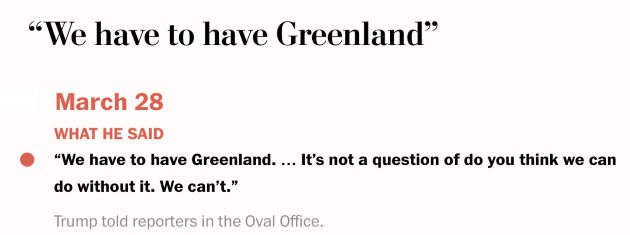 “We have to have Greenland”
March 28
WHAT HE SAID
“We have to have Greenland. … It’s not a question of do you think we can
do without it. We can’t.”
Trump told reporters in the Oval Office.